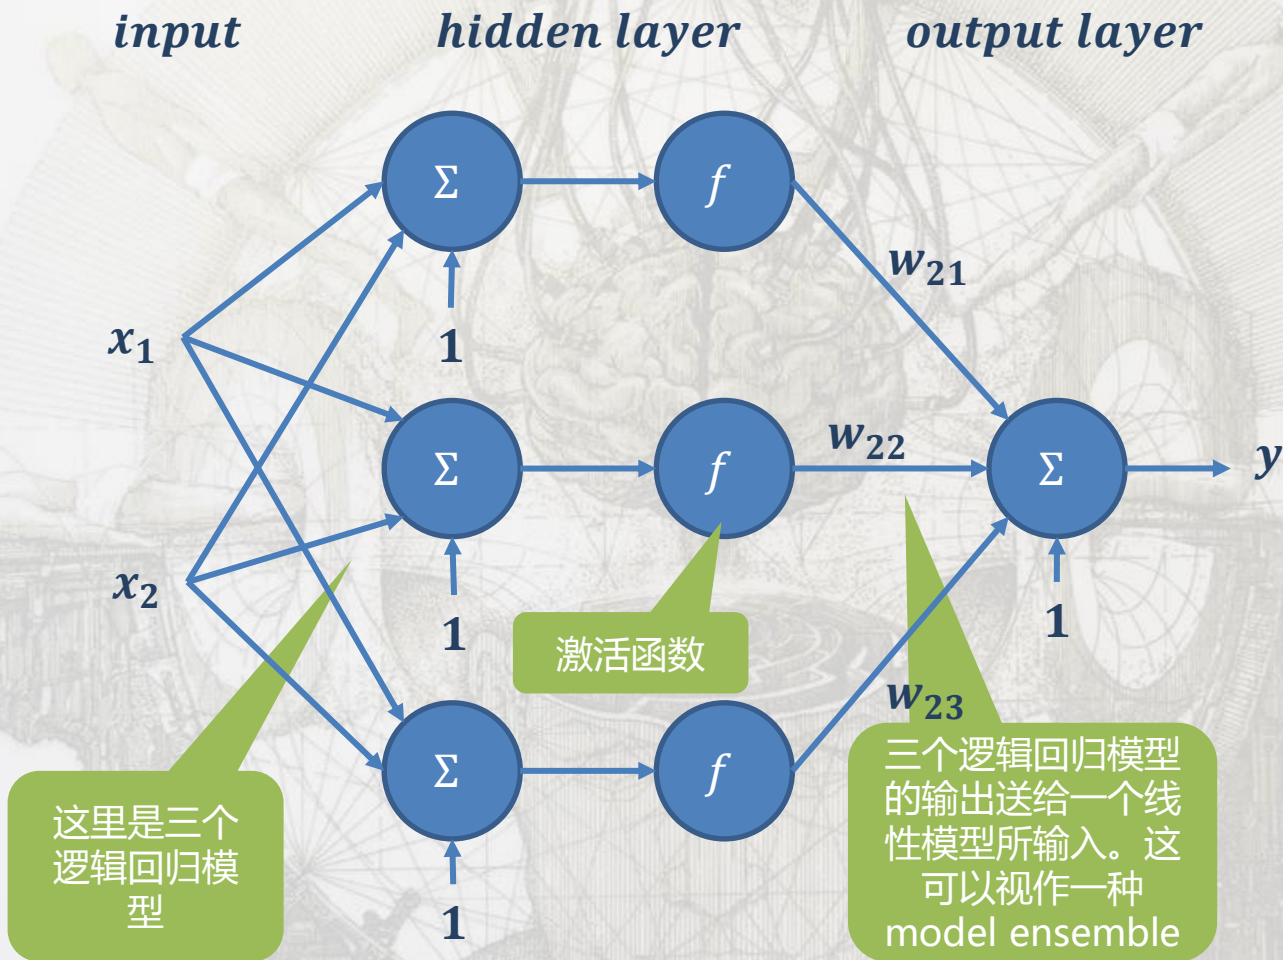 input hidden layer output layer
Σ f
w₂₁
x₁ 1
Σ f w₂₂ Σ y
x₂
1 激活函数 1
w₂₃
Σ f
这里是三个
逻辑回归模
型
1
三个逻辑回归模型
的输出送给一个线
性模型所输入。这
可以视作一种
model ensemble